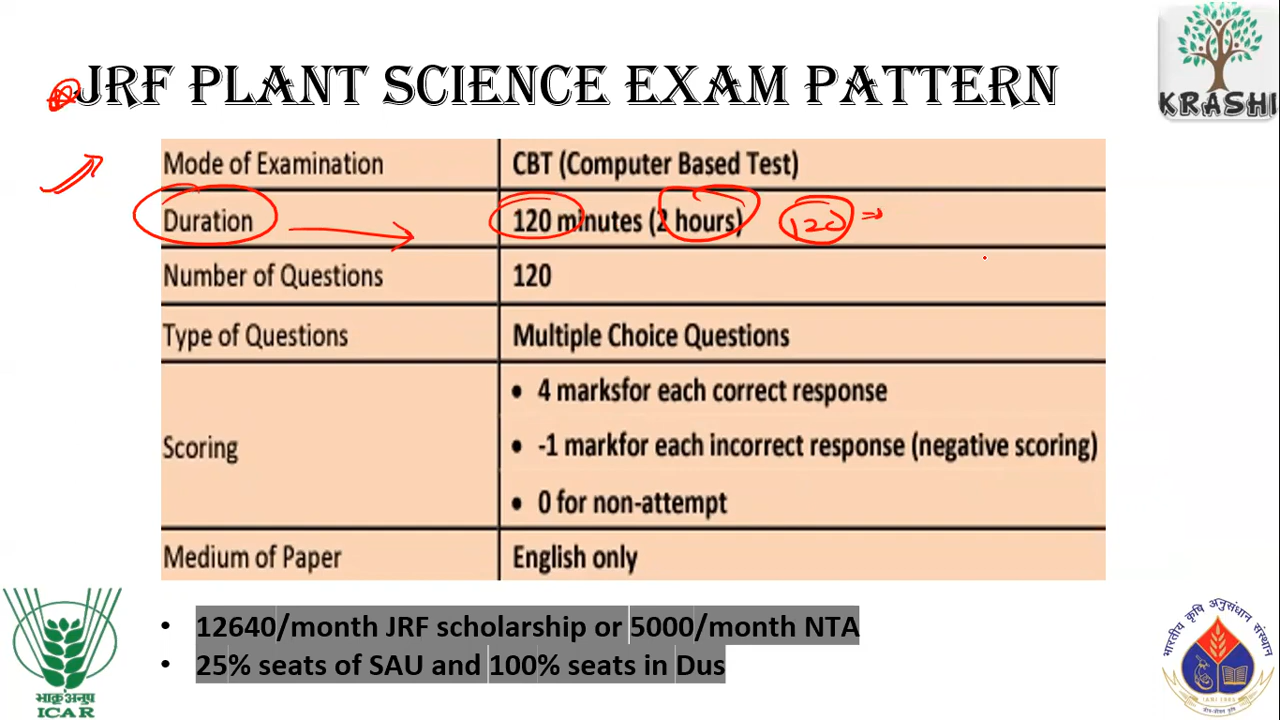 JRF PLANT SCIENCE EXAM PATTERN
KRASHI
Mode of Examination CBT (Computer Based Test)
Duration 120 minutes (2 hours) 120
Number of Questions 120
Type of Questions Multiple Choice Questions
Scoring
• 4 marksfor each correct response
• -1 markfor each incorrect response (negative scoring)
• 0 for non-attempt
Medium of Paper English only
• 12640/month JRF scholarship or 5000/month NTA
• 25% seats of SAU and 100% seats in Dus
भाकृअनुप
ICAR
भारतीय कृषि अनुसंधान संस्थान